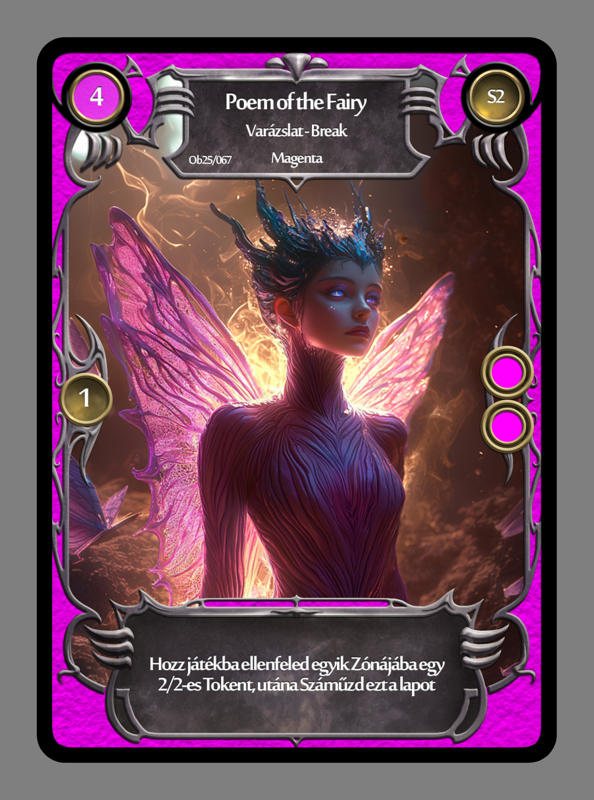 4
Poem of the Fairy
S2
Varázslat - Break
Ob25/067
Magenta
1
Hozz játékba ellenfeled egyik Zónájába egy
2/2-es Tokent, utána Száműzd ezt a lapot